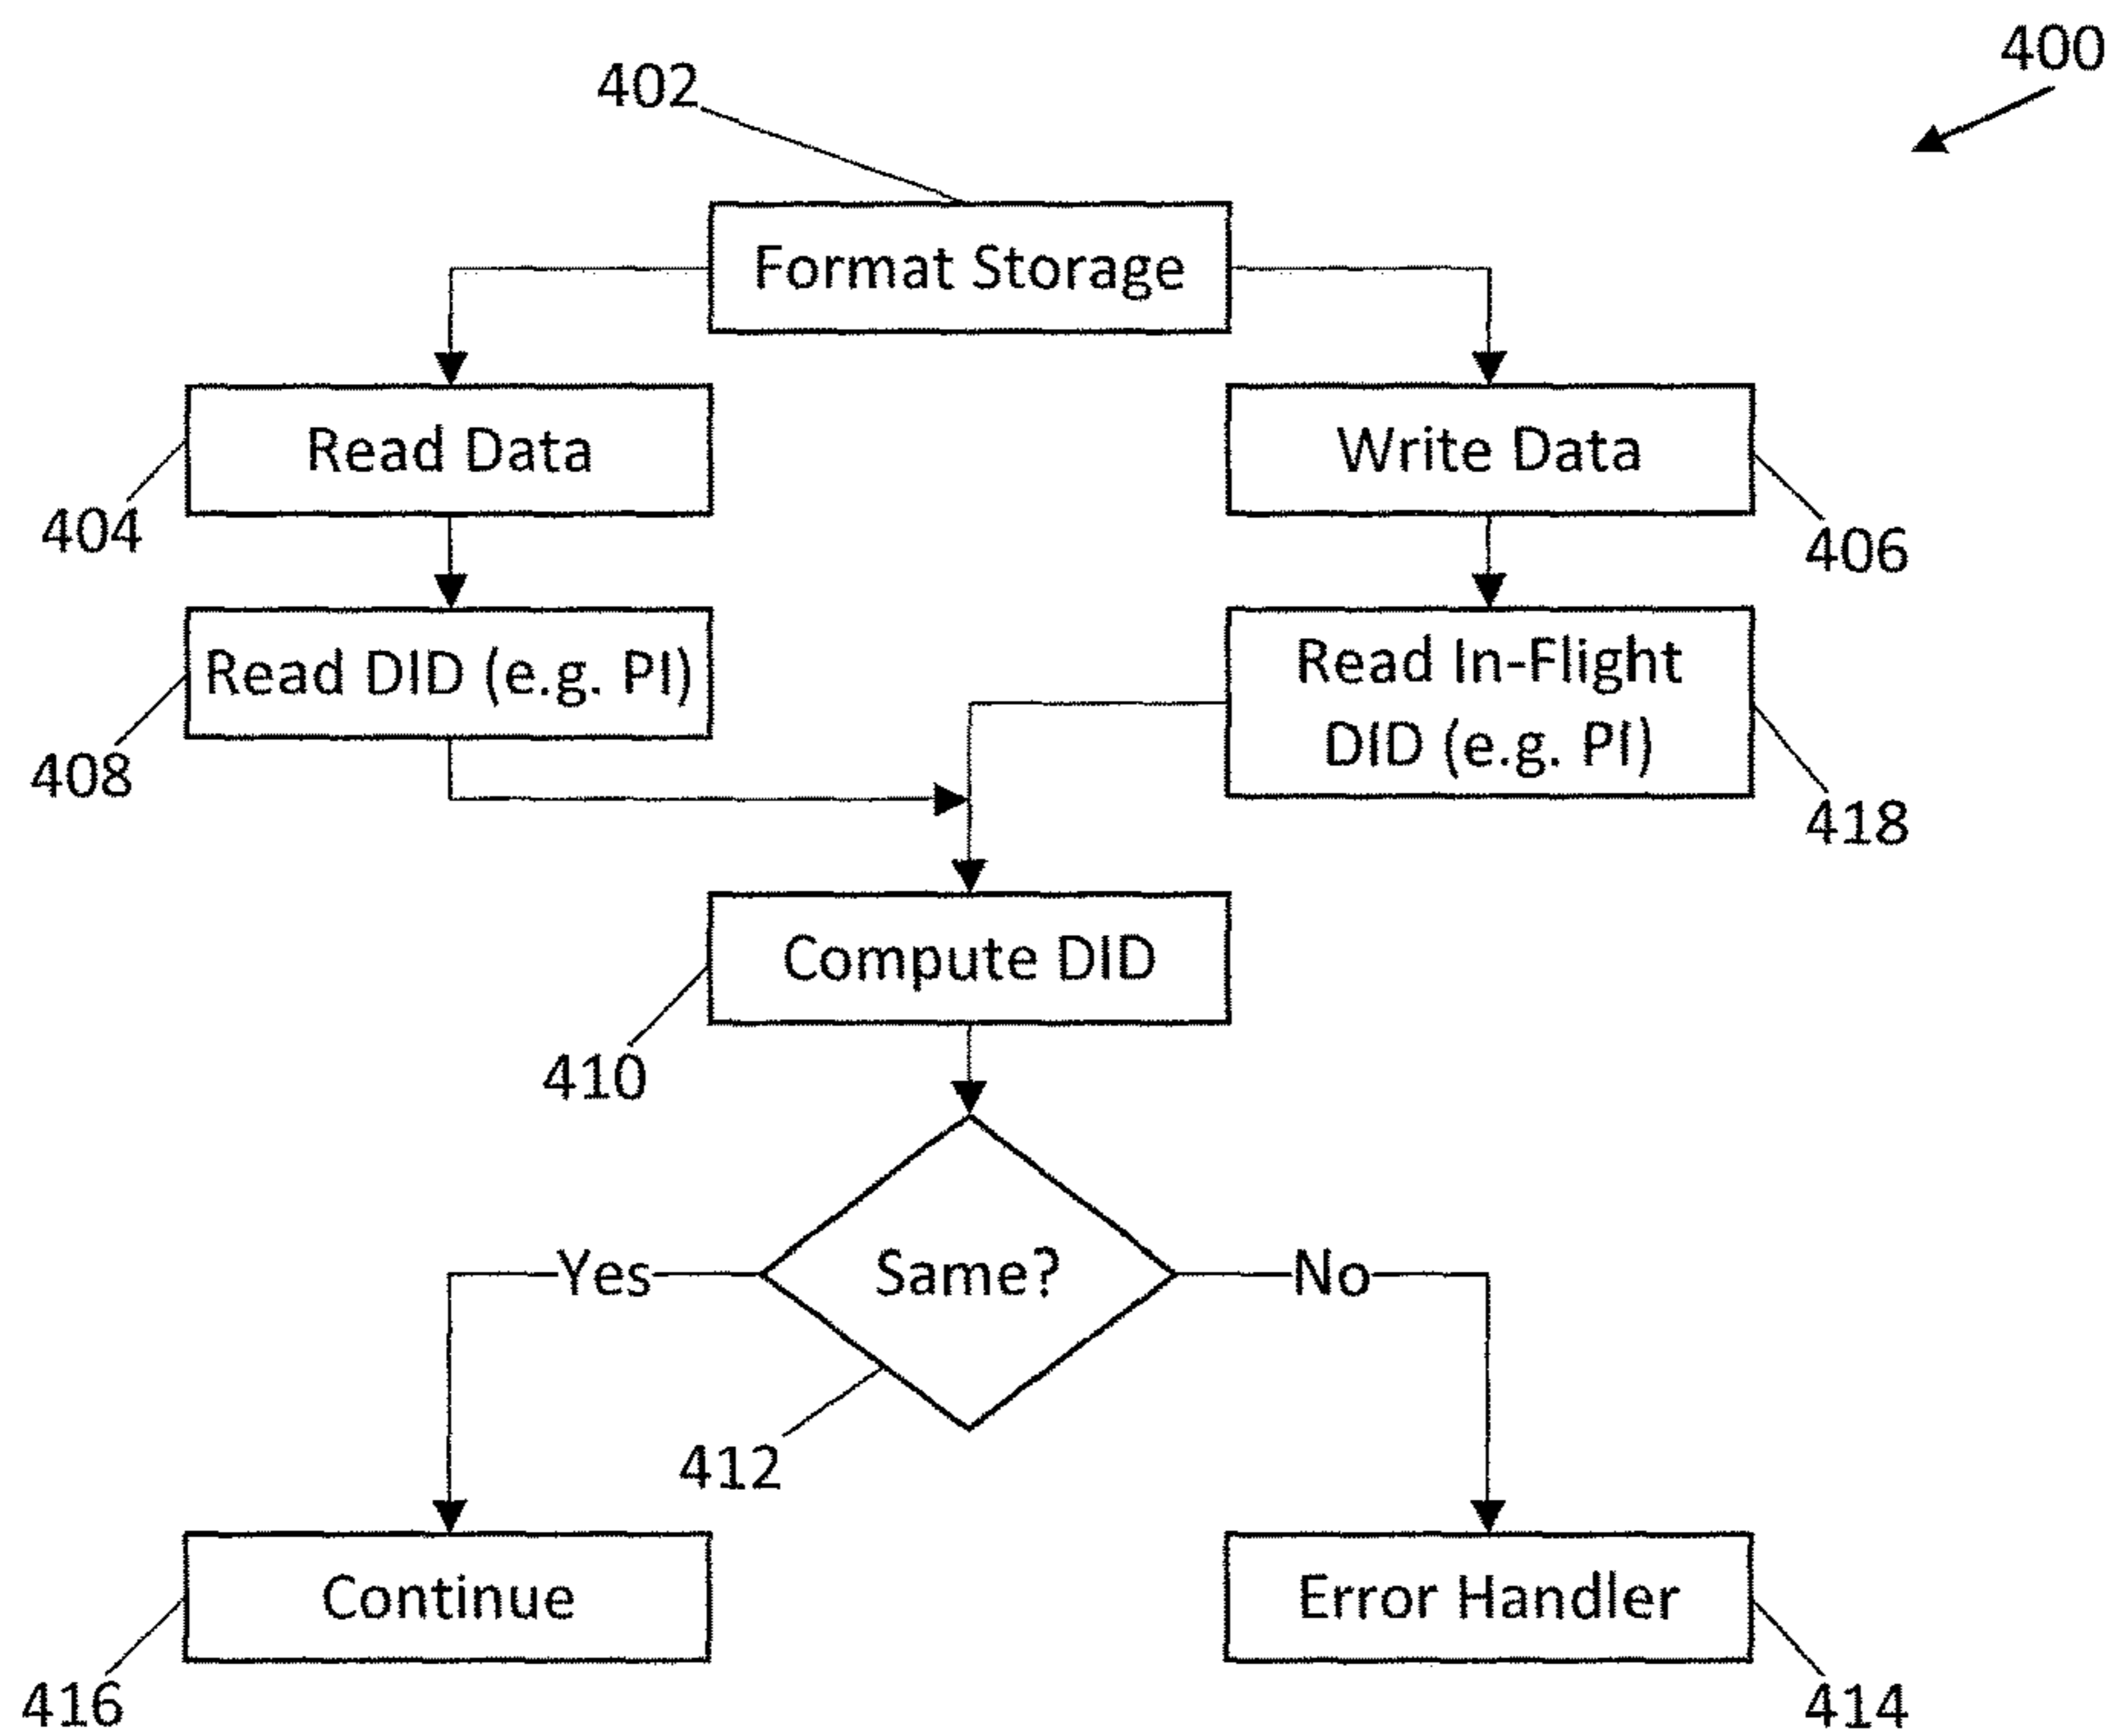 400
402
Format Storage
Read Data
Write Data
404
406
Read DID (e.g. PI)
Read In-Flight
DID (e.g. PI)
408
418
Compute DID
410
Yes
Same?
No
412
Continue
Error Handler
416
414